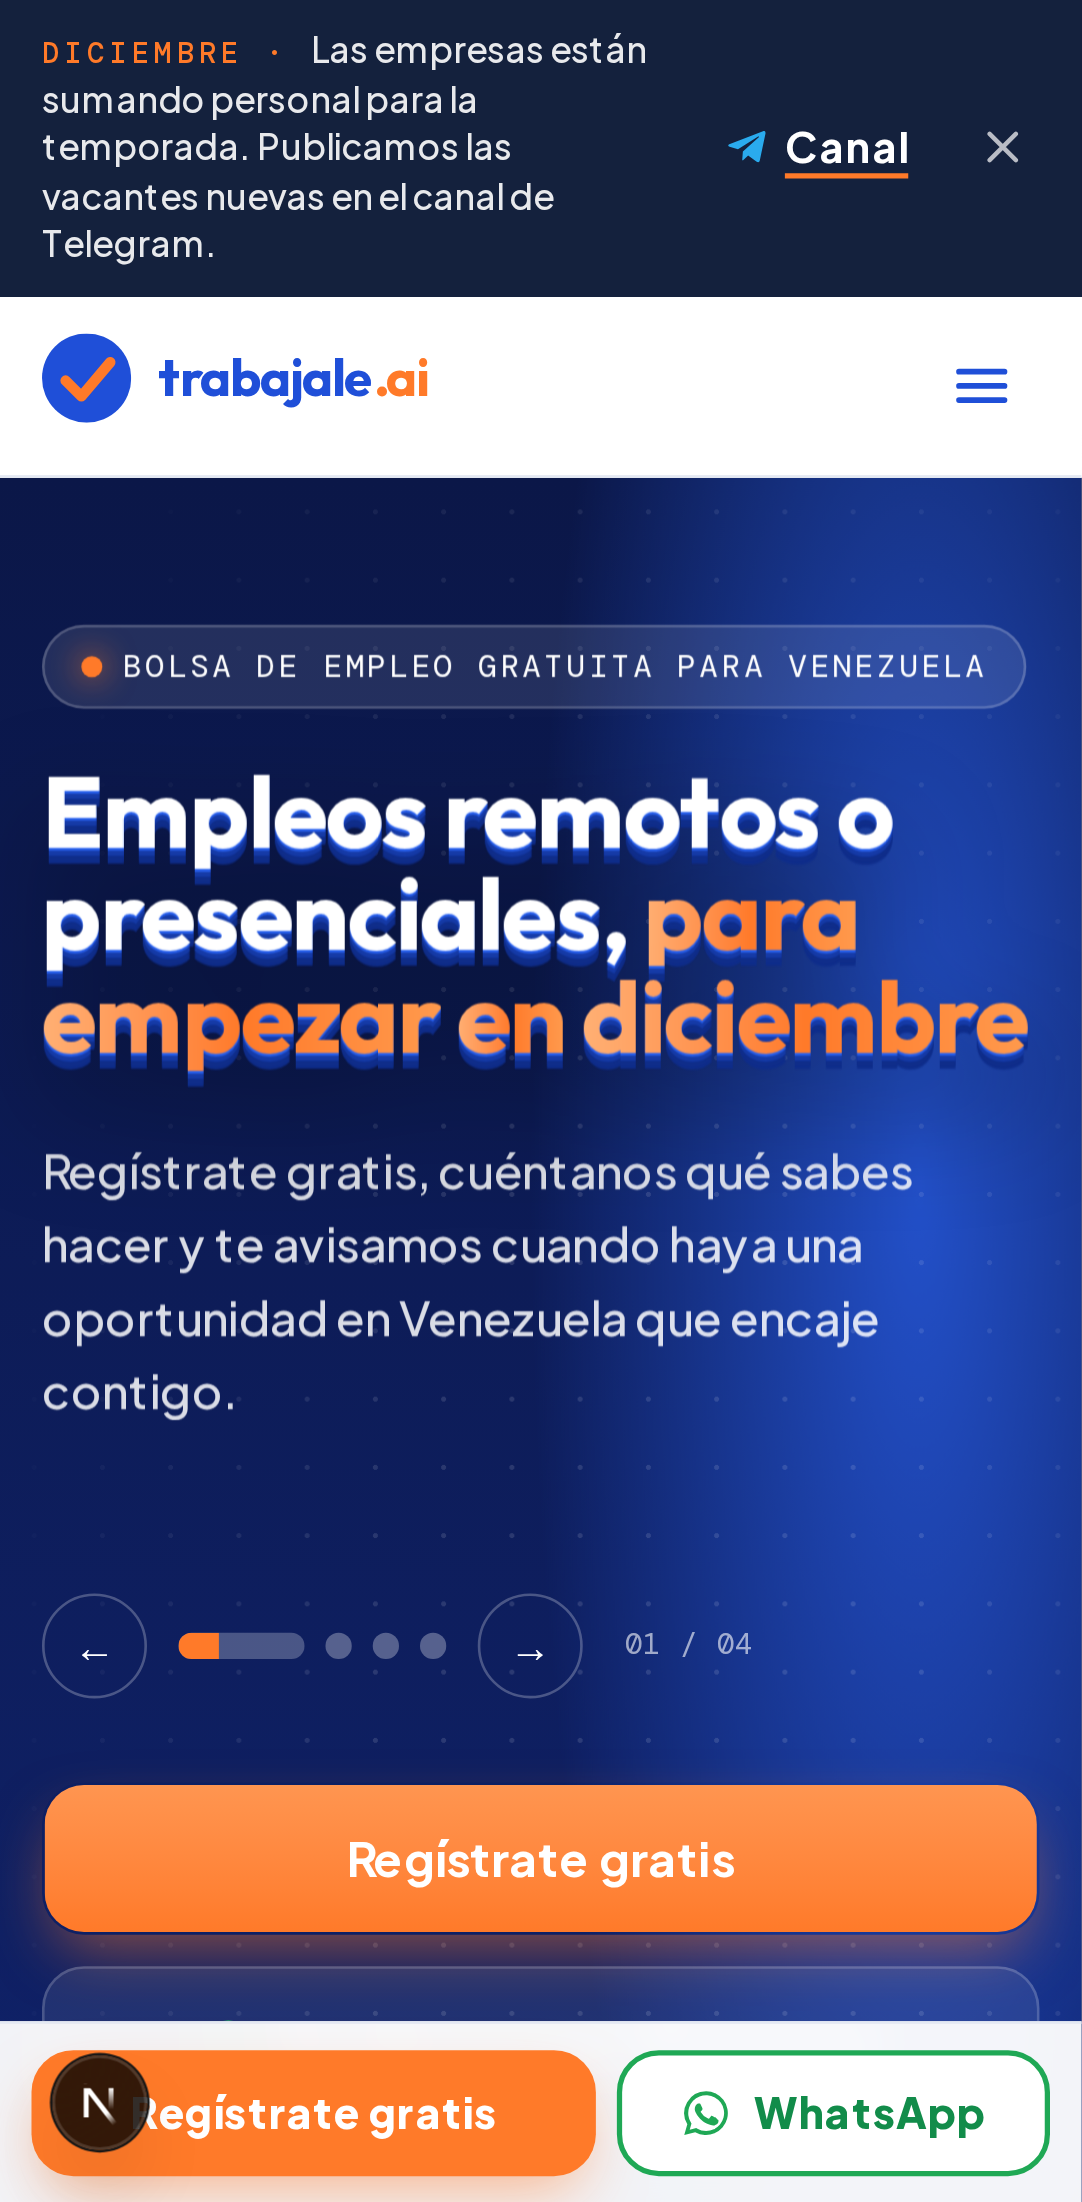 DICIEMBRE · Las empresas están
sumando personal para la
temporada. Publicamos las
vacantes nuevas en el canal de
Telegram.
Canal
trabajale.ai
BOLSA DE EMPLEO GRATUITA PARA VENEZUELA
Empleos remotos o
presenciales, para
empezar en diciembre
Regístrate gratis, cuéntanos qué sabes
hacer y te avisamos cuando haya una
oportunidad en Venezuela que encaje
contigo.
← → 01 / 04
Regístrate gratis
N
Regístrate gratis
WhatsApp